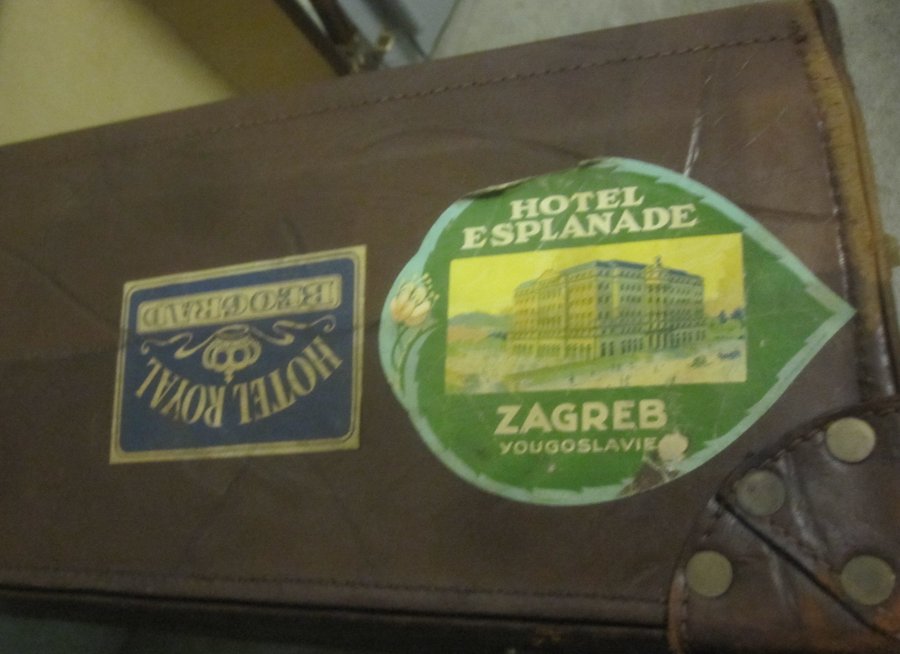 HOTEL
ESPLANADE
ZAGREB
YOUGOSLAVIE
HOTEL ROYAL
BEOGRAD